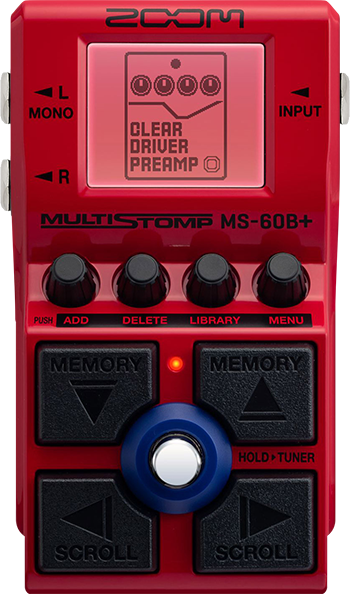 ZOOM
L
MONO
INPUT
CLEAR
DRIVER
PREAMP
R
MULTISTOMP MS-60B+
PUSH ADD DELETE LIBRARY MENU
MEMORY MEMORY
HOLD▸TUNER
SCROLL SCROLL